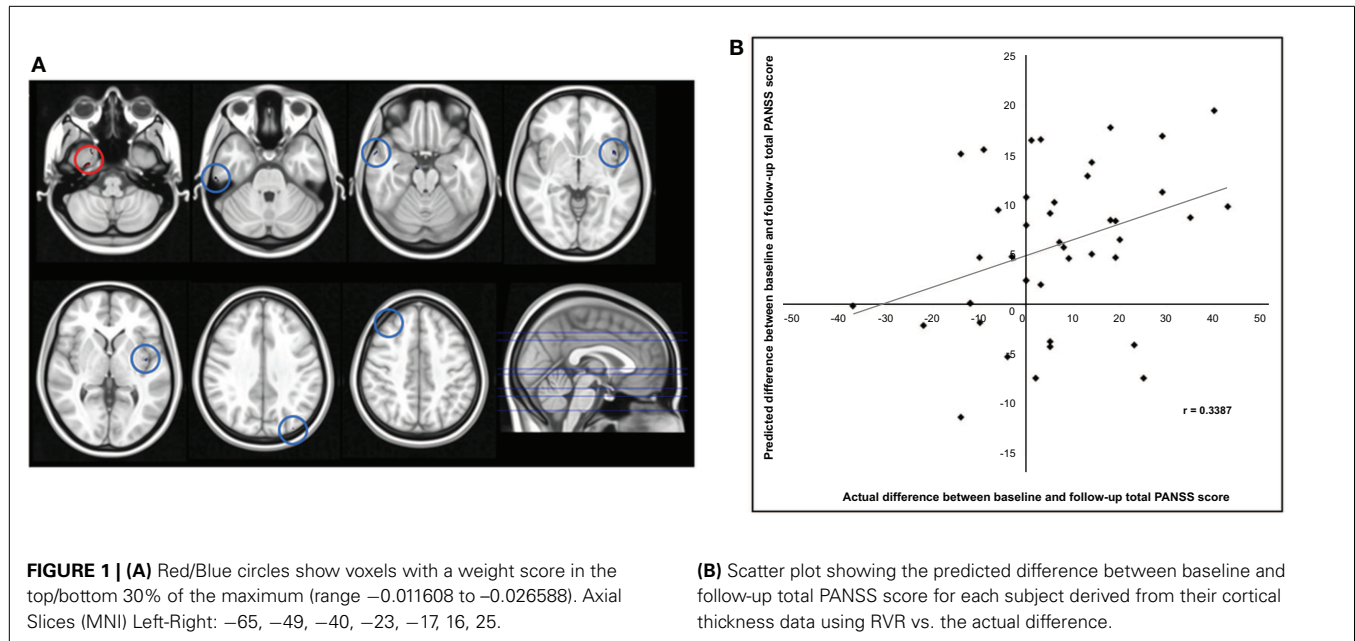 A
B
Predicted difference between baseline and follow-up total PANSS score
25
20
15
10
5
0
-5
-10
-15
-50 -40 -30 -20 -10 0 10 20 30 40 50
r = 0.3387
Actual difference between baseline and follow-up total PANSS score
FIGURE 1 | (A) Red/Blue circles show voxels with a weight score in the
top/bottom 30% of the maximum (range −0.011608 to –0.026588). Axial
Slices (MNI) Left-Right: −65, −49, −40, −23, −17, 16, 25.
(B) Scatter plot showing the predicted difference between baseline and
follow-up total PANSS score for each subject derived from their cortical
thickness data using RVR vs. the actual difference.